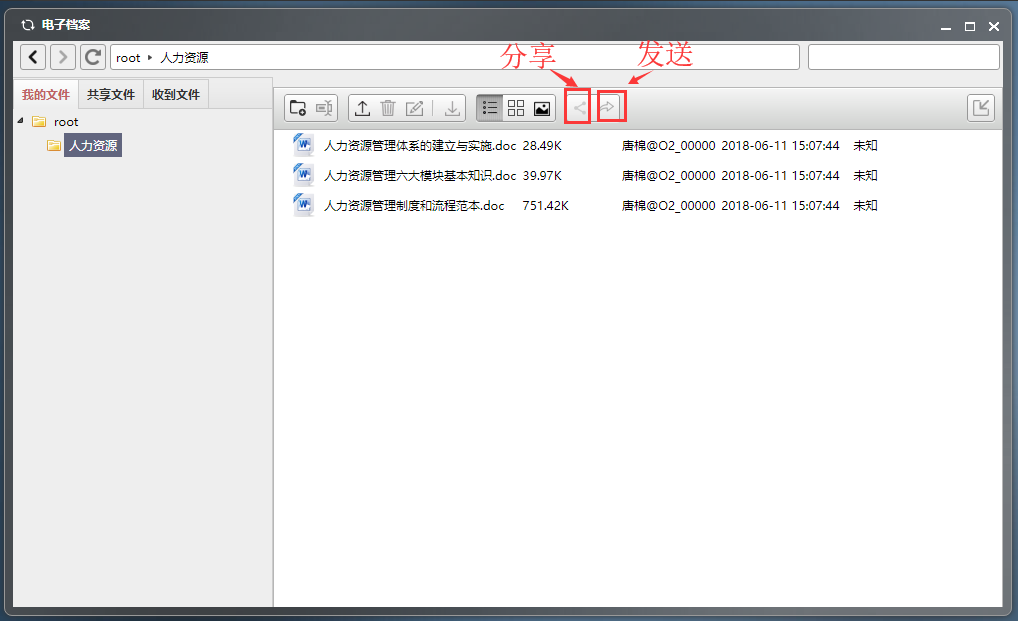 电子档案
root 人力资源
分享 发送
我的文件 共享文件 收到文件
root
人力资源
人力资源管理体系的建立与实施.doc 28.49K 唐棉@O2_00000 2018-06-11 15:07:44 未知
人力资源管理六大模块基本知识.doc 39.97K 唐棉@O2_00000 2018-06-11 15:07:44 未知
人力资源管理制度和流程范本.doc 751.42K 唐棉@O2_00000 2018-06-11 15:07:44 未知